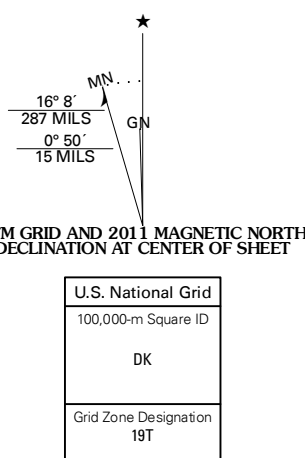 ★
MN
16° 8´
287 MILS
GN
0° 50´
15 MILS
TM GRID AND 2011 MAGNETIC NORTH
DECLINATION AT CENTER OF SHEET
U.S. National Grid
100,000-m Square ID
DK
Grid Zone Designation
19T